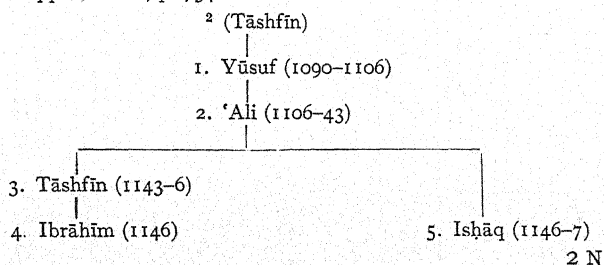 ² (Tāshfīn)
1. Yūsuf (1090–1106)
2. ʿAli (1106–43)
3. Tāshfīn (1143–6)
4. Ibrāhīm (1146) 5. Isḥāq (1146–7)
2 N